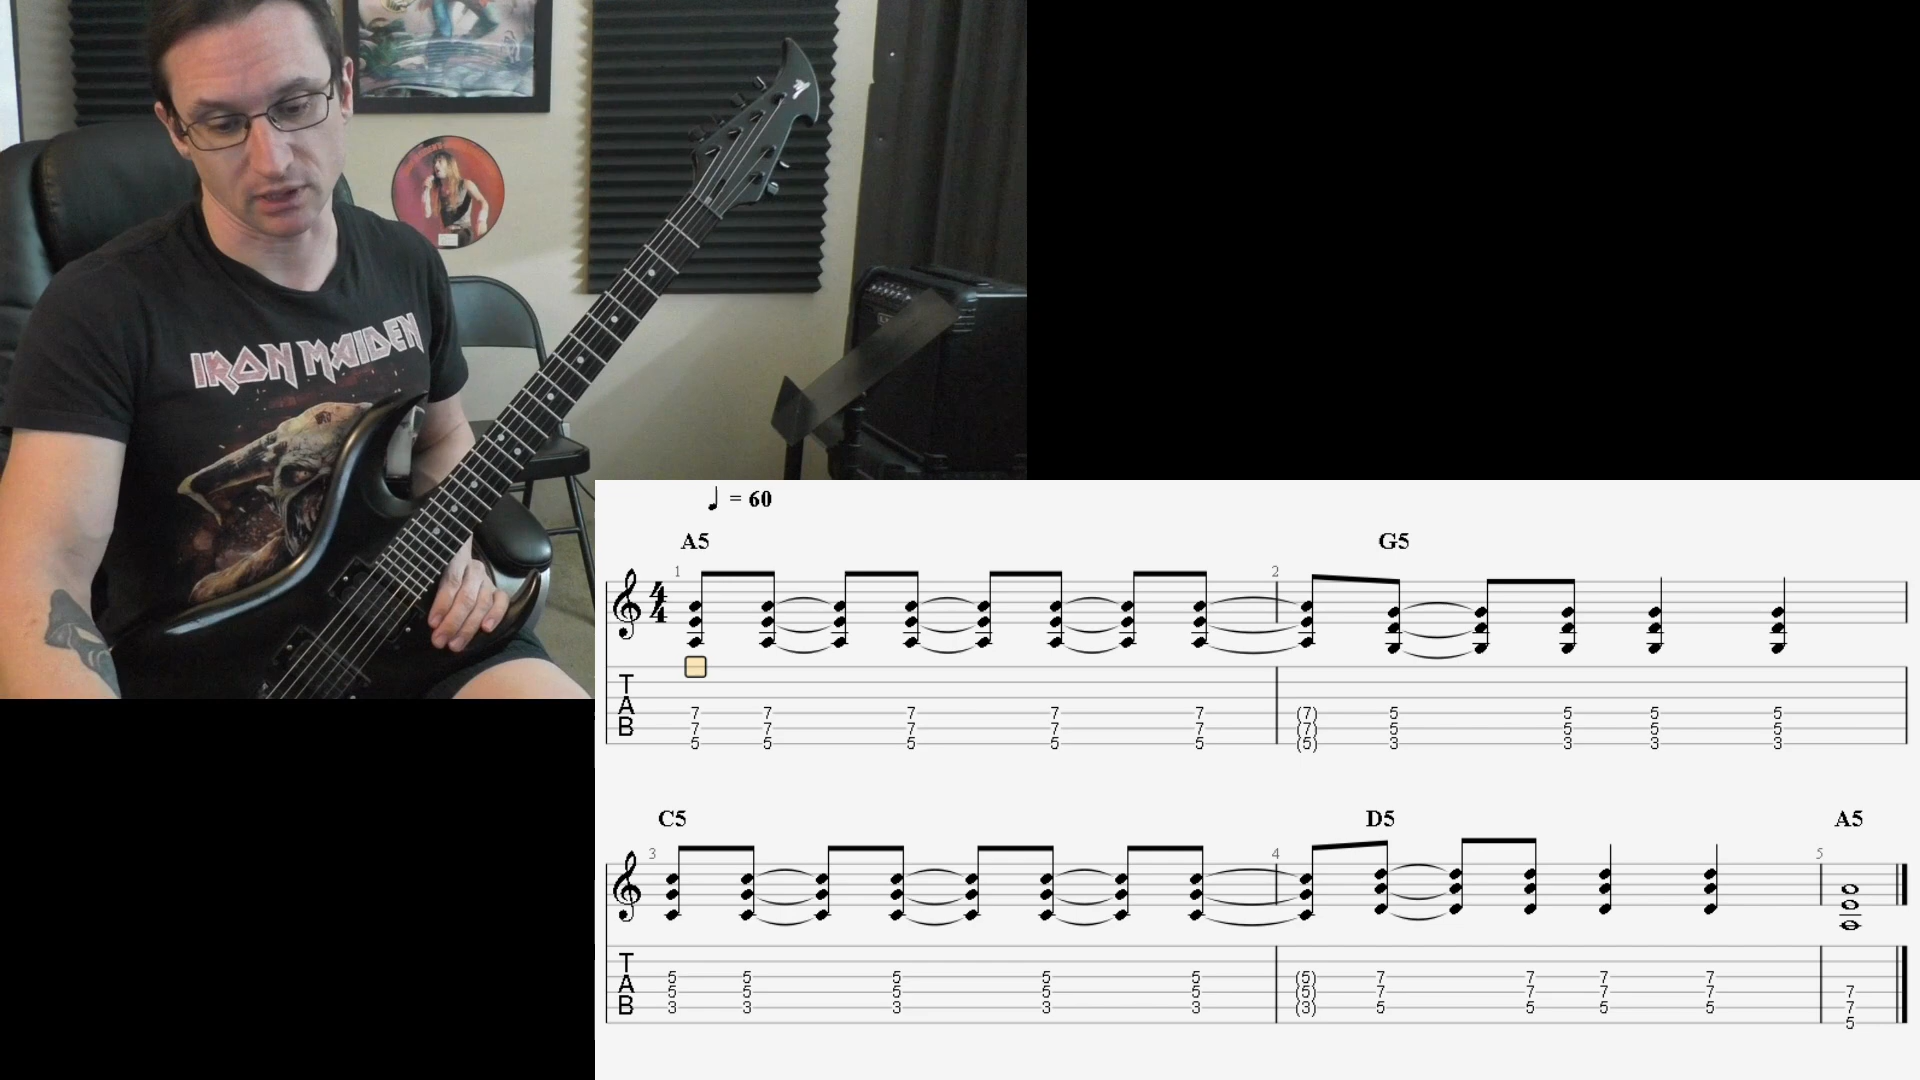 IRON MAIDEN
♩ = 60
A5 G5
1 2
4
4
T
A 7 7 7 7 7 (7) 5 5 5 5
B 7 7 7 7 7 (7) 5 5 5 5
5 5 5 5 5 (5) 3 3 3 3
C5 D5 A5
3 4 5
T 5 5 5 5 5 (5) 7 7 7 7
A 5 5 5 5 5 (5) 7 7 7 7 7
B 3 3 3 3 3 (3) 5 5 5 5 7
5